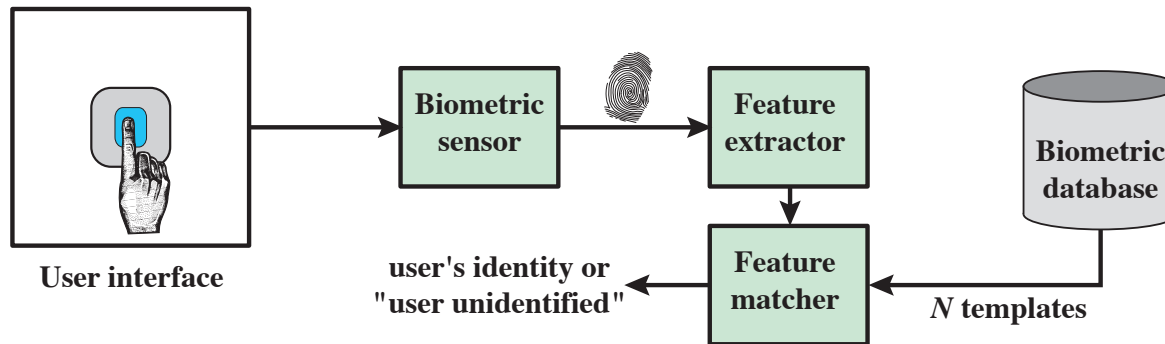 User interface
Biometric
sensor
Feature
extractor
Biometric
database
Feature
matcher
N templates
user's identity or
"user unidentified"